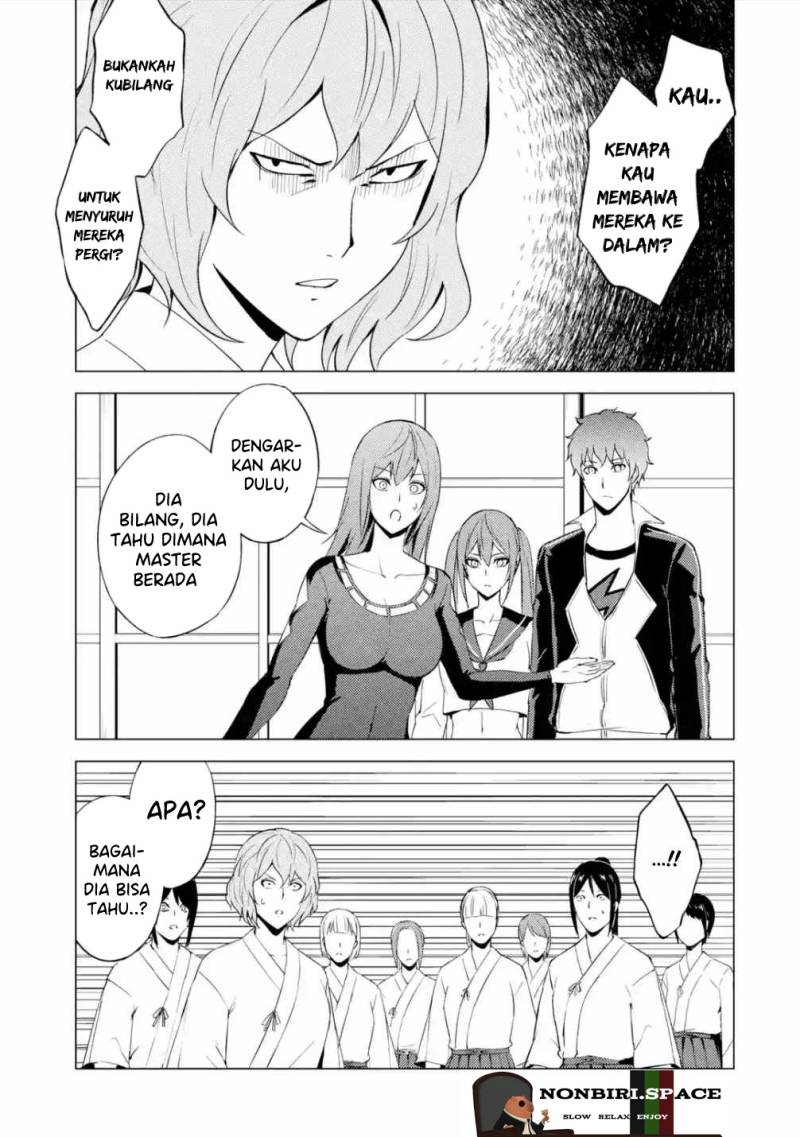 KAU..
KENAPA
KAU
MEMBAWA
MEREKA KE
DALAM?
BUKANKAH
KUBILANG
UNTUK
MENYURUH
MEREKA
PERGI?
DENGAR-
KAN AKU
DULU,
DIA
BILANG, DIA
TAHU DIMANA
MASTER
BERADA
....!!
APA?
BAGAI-
MANA
DIA BISA
TAHU..?
NONBIRI.SPACE
SLOW RELAX ENJOY